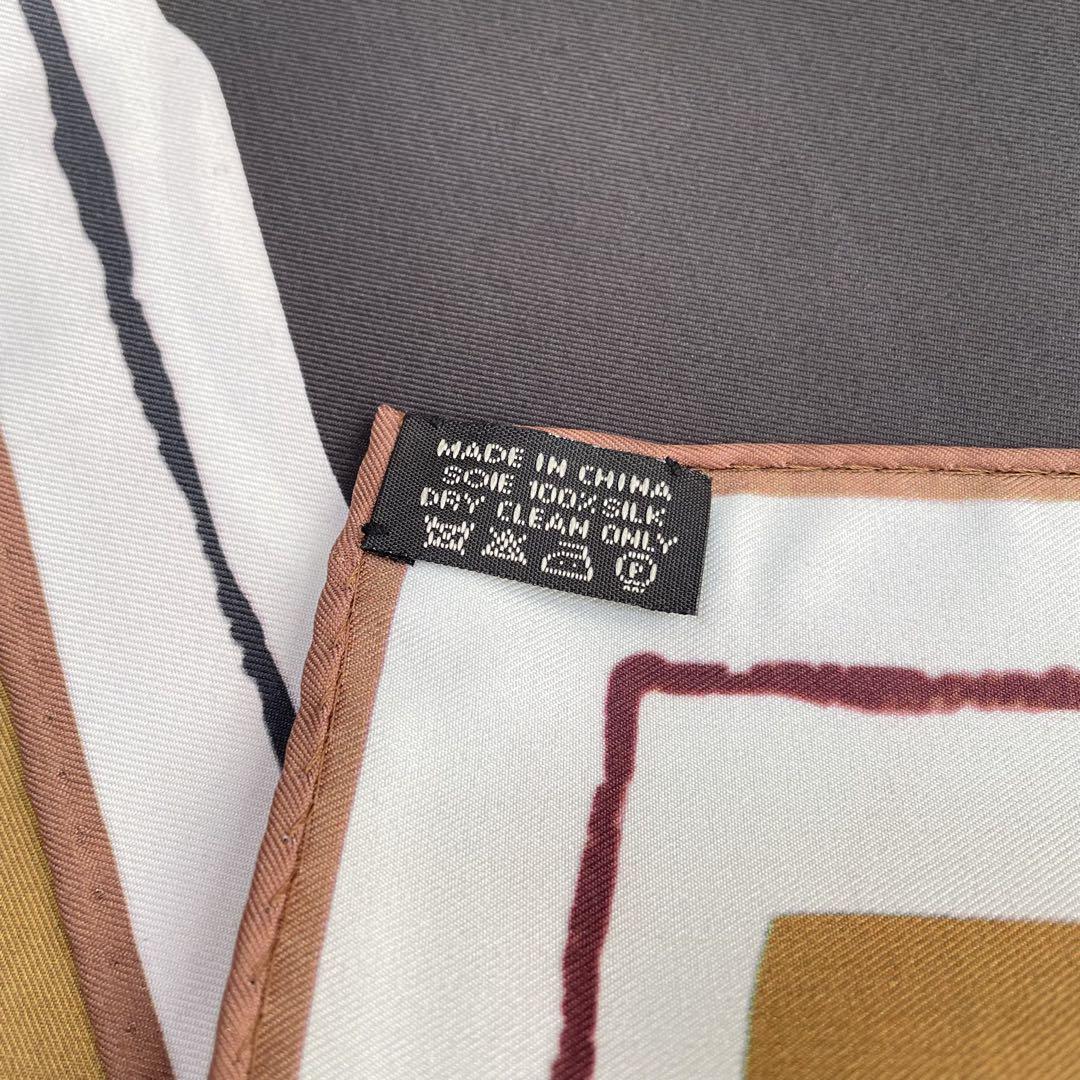 MADE IN CHINA
SOIE 100% SILK
DRY CLEAN ONLY
P